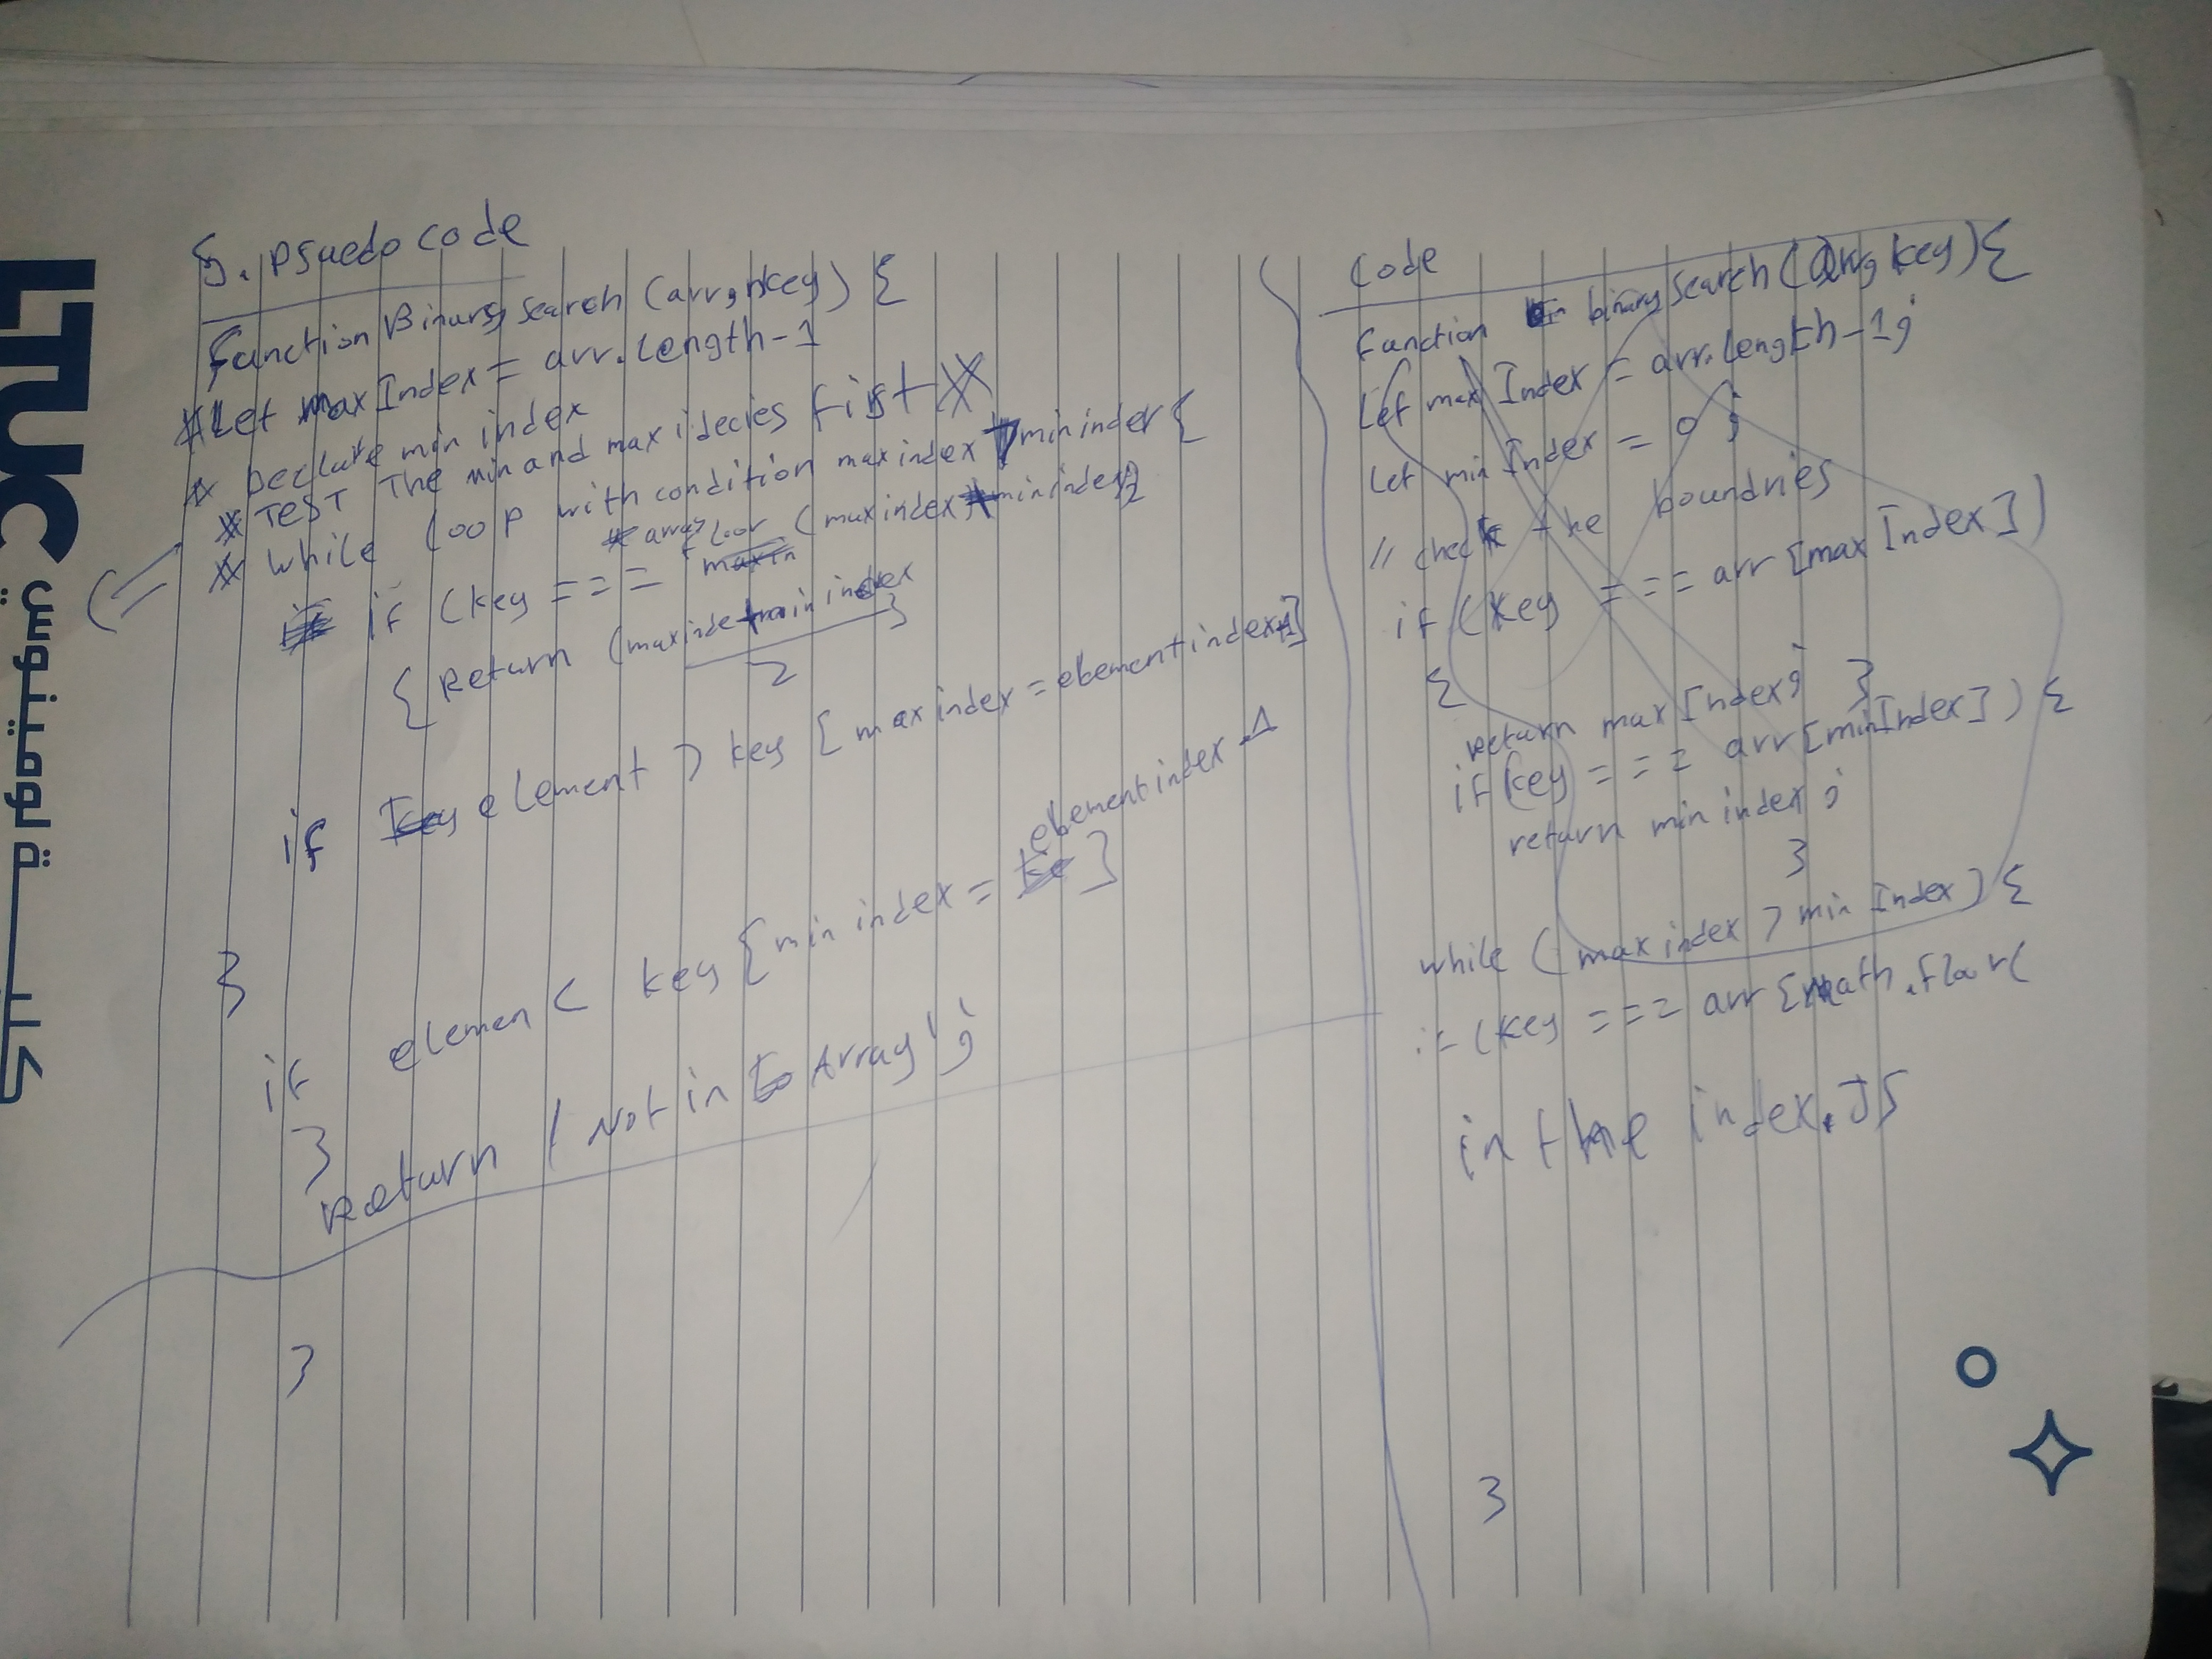 5. Psuedo code
Function Binary search (arr, key) {
Let max Index = arr.length-1
Declare min index
TEST The min and max idecies fist
while loop with condition max index > min inder {
if (key === array floor (max index + min index)/2
{ Return (max inde + min index
2
}
if element > key { max index = element index+1}
if elemen < key { min index = element index -1
}
}
Return 'Not in Array';
}
Code
Function binary search (arr, key) {
Let max Index = arr.length-1;
Let min Index = 0;
// check the boundries
if (key === arr [max Index])
{
return max Index; }
if (key === arr [min Index]) {
return min index;
}
while (max index > min Index) {
if (key === arr [math.floor(
in the index.JS
}
LTUC
كلـــــية لومينوس